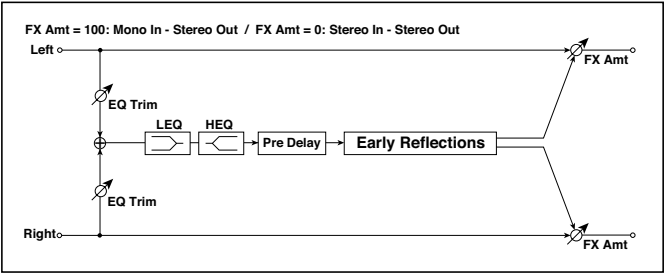 FX Amt = 100: Mono In - Stereo Out / FX Amt = 0: Stereo In - Stereo Out
Left
FX Amt
EQ Trim
LEQ
HEQ
Pre Delay
Early Reflections
EQ Trim
Right
FX Amt